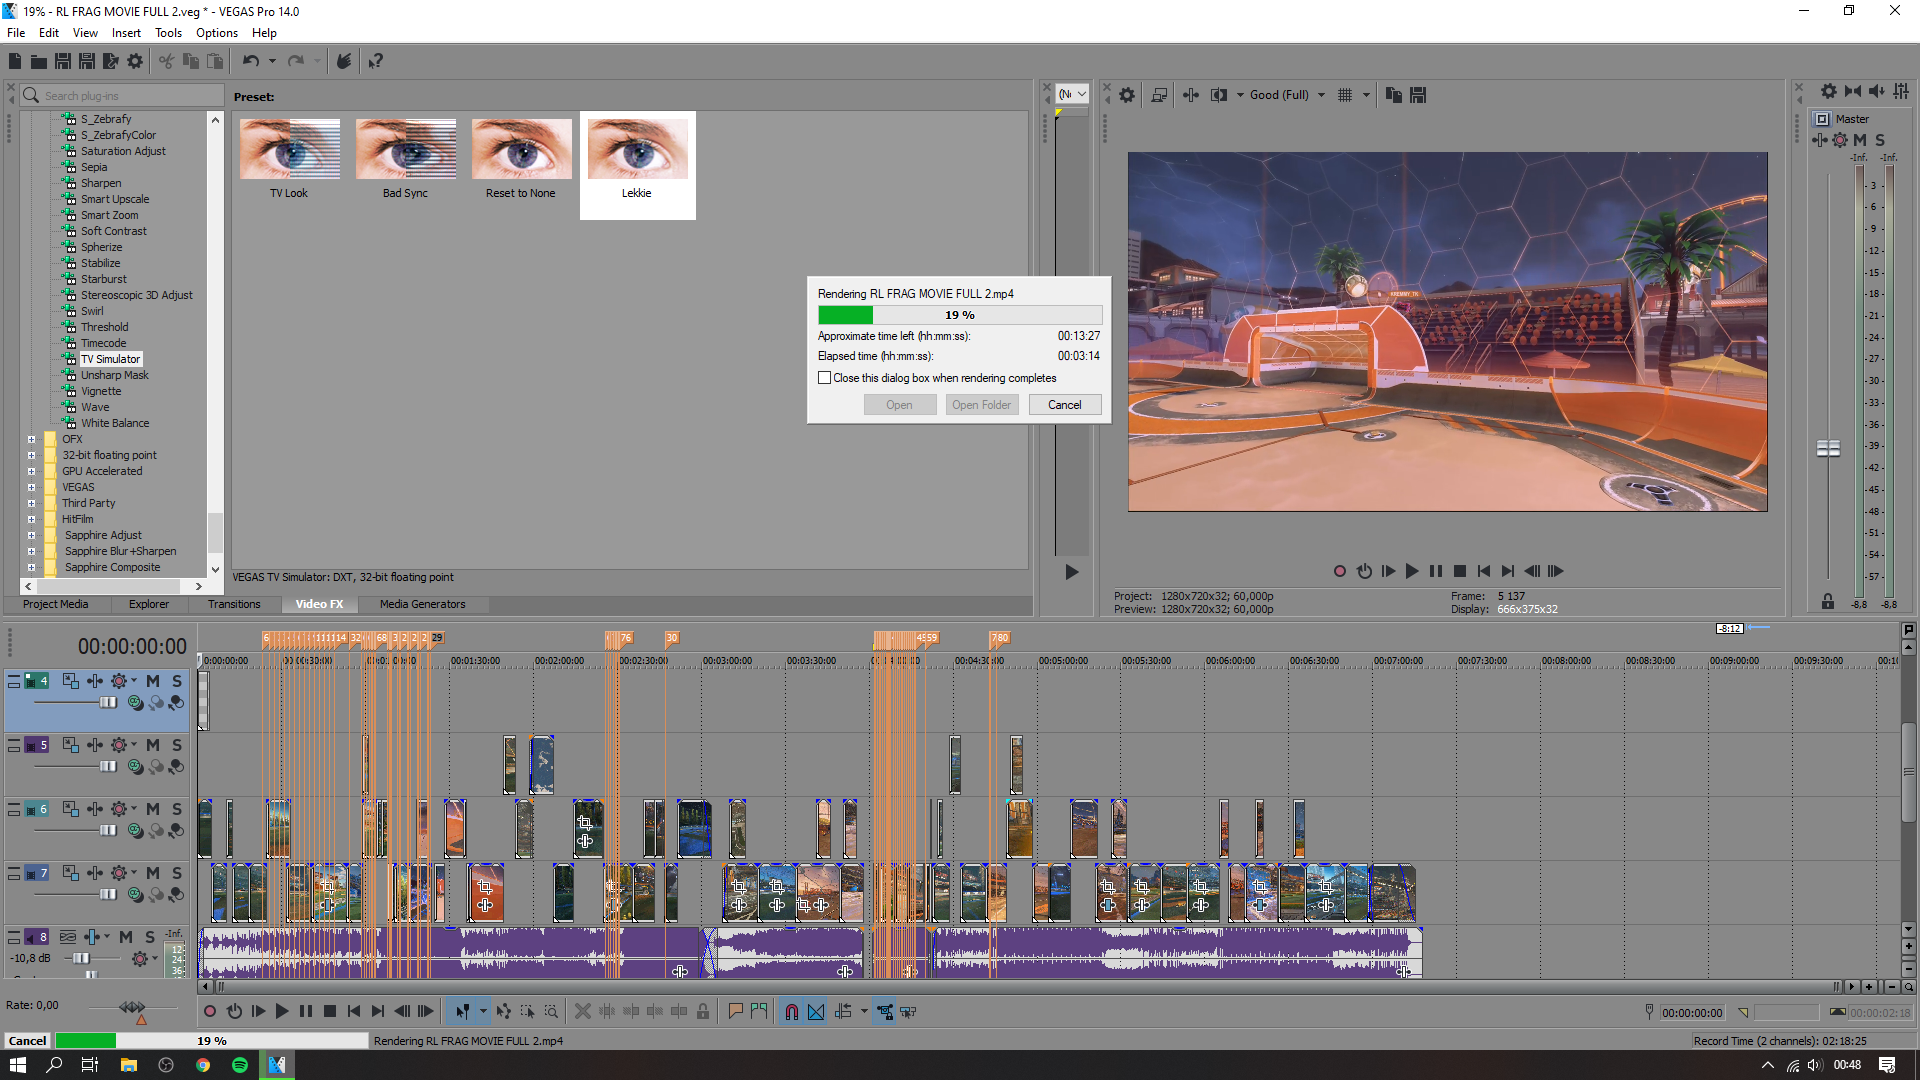 19% - RL FRAG MOVIE FULL 2.veg * - VEGAS Pro 14.0
File Edit View Insert Tools Options Help
Search plug-ins
S_Zebrafy
S_ZebrafyColor
Saturation Adjust
Sepia
Sharpen
Smart Upscale
Smart Zoom
Soft Contrast
Spherize
Stabilize
Starburst
Stereoscopic 3D Adjust
Swirl
Threshold
Timecode
TV Simulator
Unsharp Mask
Vignette
Wave
White Balance
OFX
32-bit floating point
GPU Accelerated
VEGAS
Third Party
HitFilm
Sapphire Adjust
Sapphire Blur+Sharpen
Sapphire Composite
Project Media Explorer Transitions Video FX Media Generators
Preset:
TV Look Bad Sync Reset to None Lekkie
VEGAS TV Simulator: DXT, 32-bit floating point
Rendering RL FRAG MOVIE FULL 2.mp4
19 %
Approximate time left (hh:mm:ss): 00:13:27
Elapsed time (hh:mm:ss): 00:03:14
Close this dialog box when rendering completes
Open Open Folder Cancel
Good (Full)
Project: 1280x720x32; 60,000p
Preview: 1280x720x32; 60,000p
Frame: 5 137
Display: 666x375x32
Master
M S
-Inf. -Inf.
3
6
9
12
15
18
21
24
27
30
33
36
39
42
45
48
51
54
57
-8,8 -8,8
00:00:00:00
29 76 30 59 780
-8:12
0:00:00:00 00:01:30:00 00:02:00:00 00:02:30:00 00:03:00:00 00:03:30:00 00:04:30:00 00:05:00:00 00:05:30:00 00:06:00:00 00:06:30:00 00:07:00:00 00:07:30:00 00:08:00:00 00:08:30:00 00:09:00:00 00:09:30:00
4 M S
5 M S
6 M S
7 M S
8 M S -Inf.
-10,8 dB
12
24
36
Rate: 0,00
00:00:00:00 00:00:02:18
Cancel 19 % Rendering RL FRAG MOVIE FULL 2.mp4
Record Time (2 channels): 02:18:25
00:48